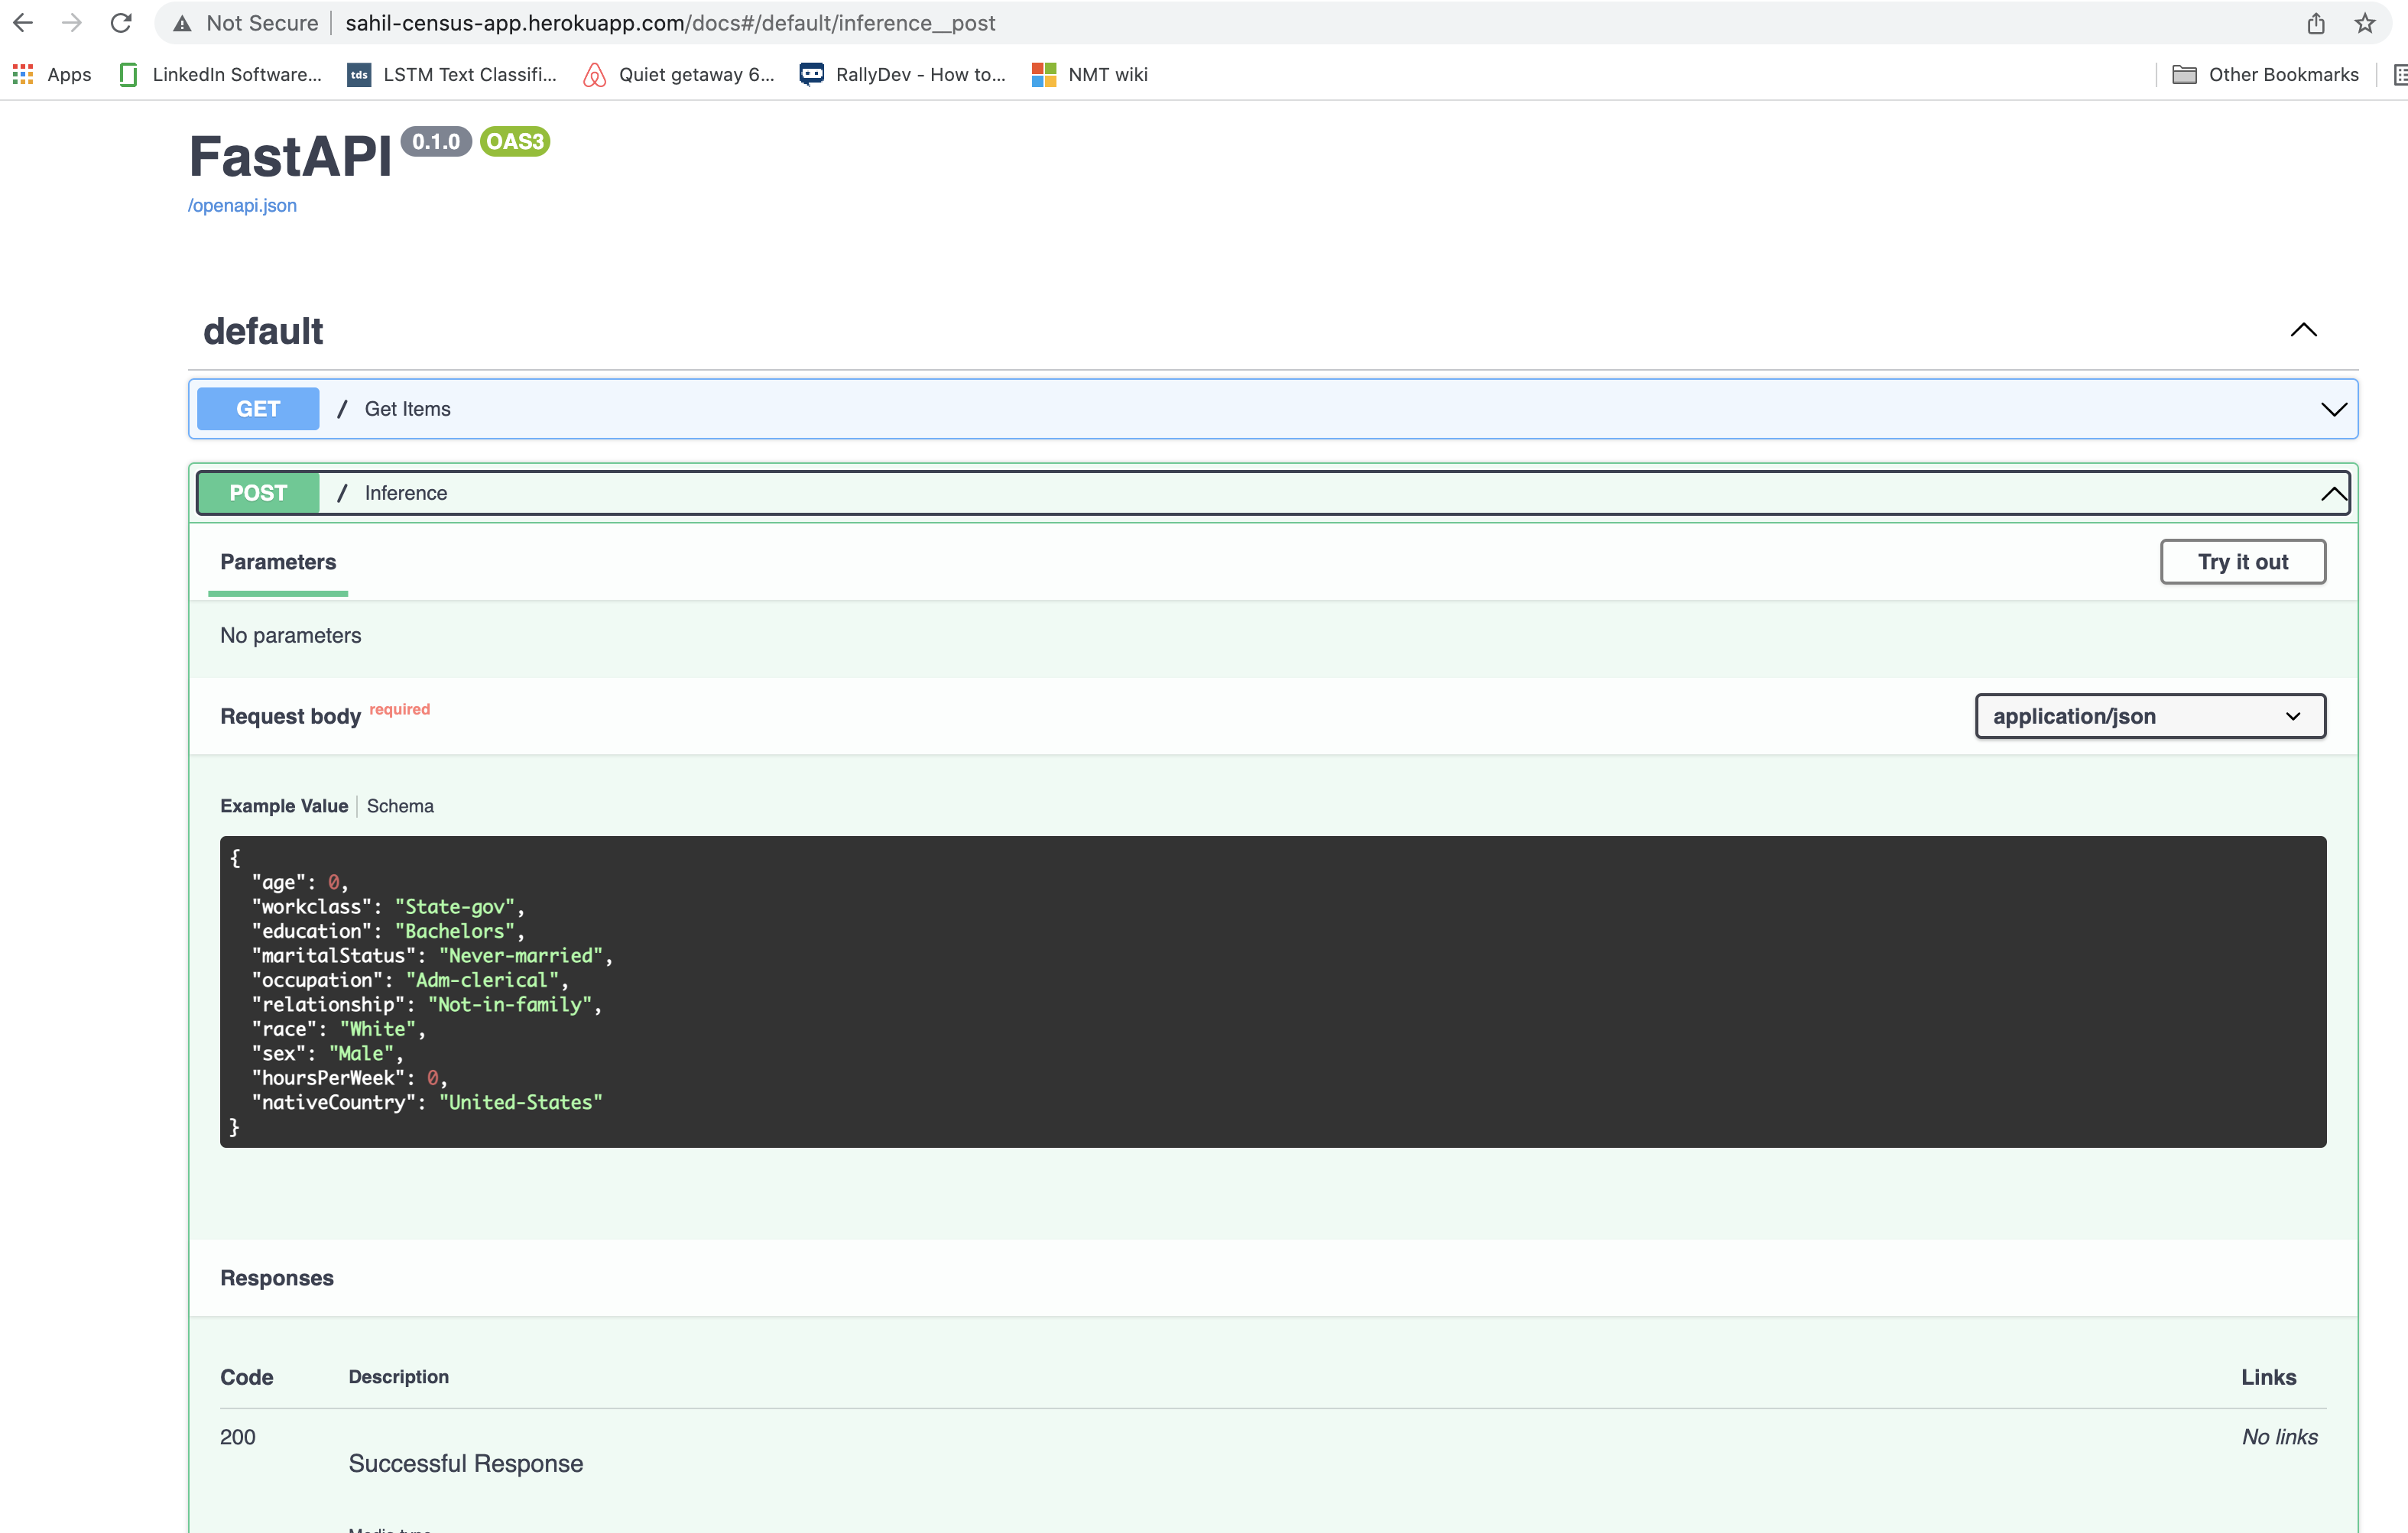 Not Secure sahil-census-app.herokuapp.com/docs#/default/inference__post
Apps LinkedIn Software... tds LSTM Text Classifi... Quiet getaway 6... RallyDev - How to... NMT wiki Other Bookmarks
FastAPI 0.1.0 OAS3
/openapi.json
default
GET / Get Items
POST / Inference
Parameters Try it out
No parameters
Request body required application/json
Example Value Schema
{
"age": 0,
"workclass": "State-gov",
"education": "Bachelors",
"maritalStatus": "Never-married",
"occupation": "Adm-clerical",
"relationship": "Not-in-family",
"race": "White",
"sex": "Male",
"hoursPerWeek": 0,
"nativeCountry": "United-States"
}
Responses
Code Description Links
200 No links
Successful Response